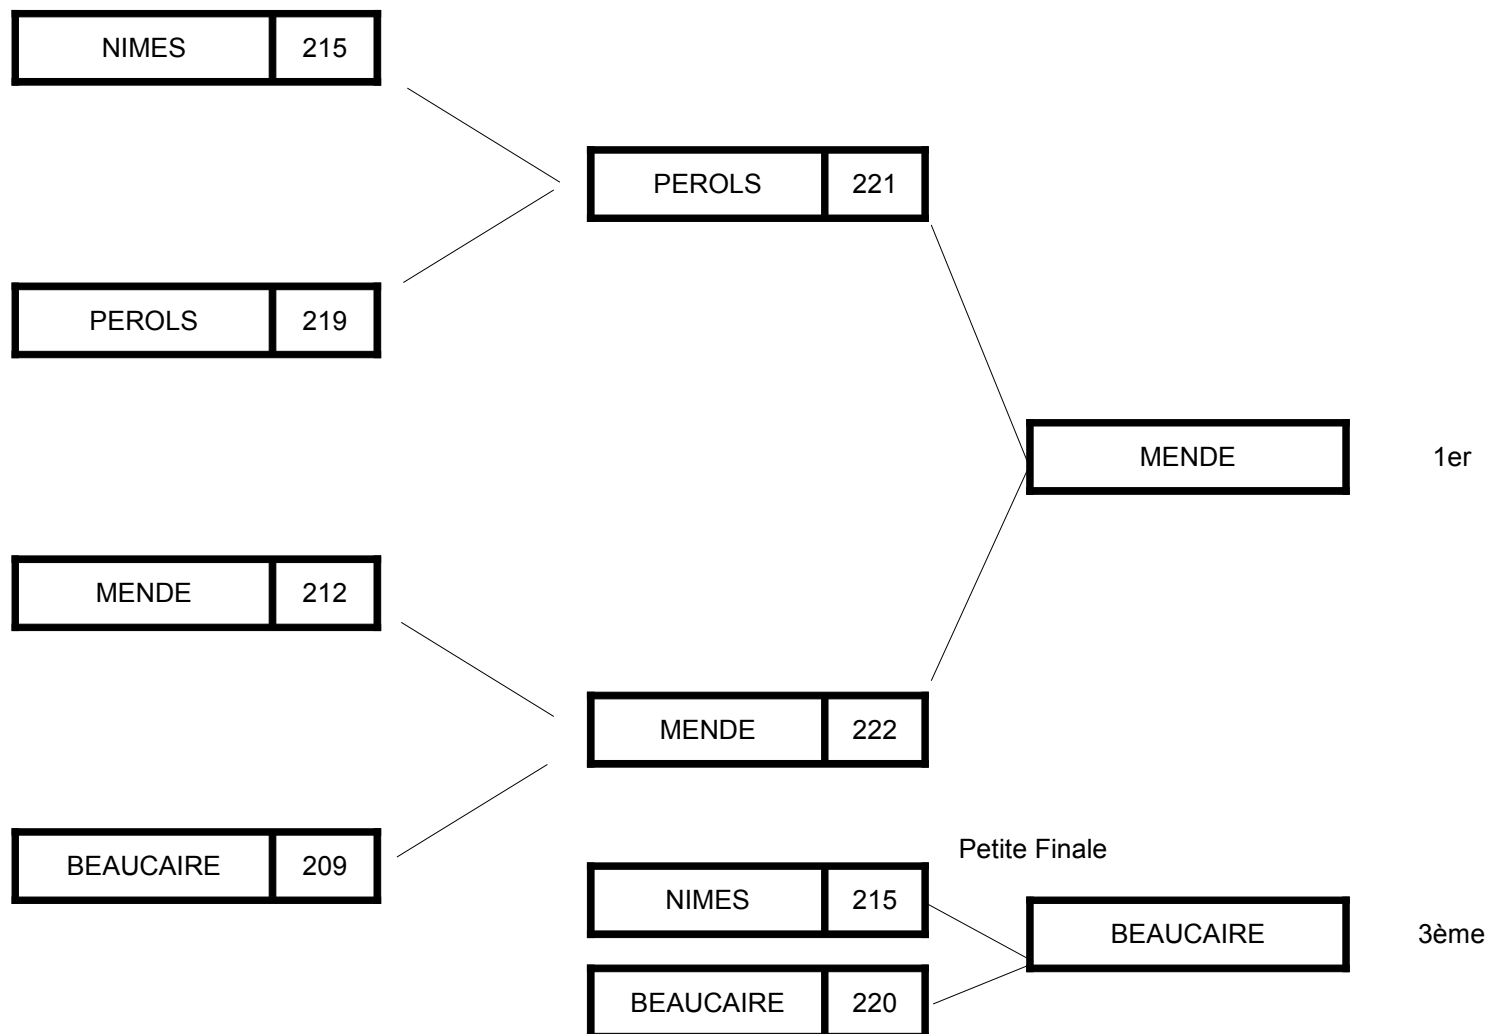 NIMES 215
PEROLS 221
PEROLS 219
MENDE 1er
MENDE 212
MENDE 222
BEAUCAIRE 209
Petite Finale
NIMES 215
BEAUCAIRE 3ème
BEAUCAIRE 220